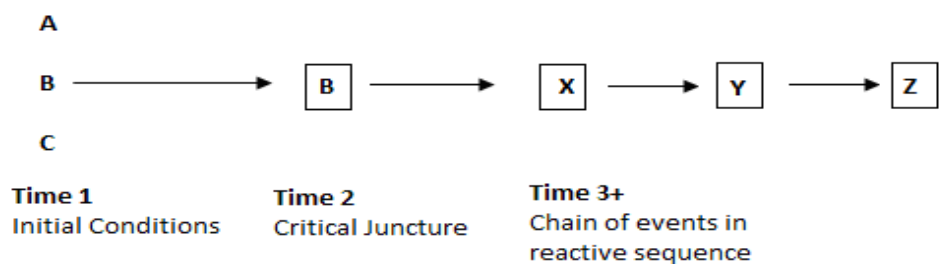 A
B B X Y Z
C
Time 1
Initial Conditions
Time 2
Critical Juncture
Time 3+
Chain of events in
reactive sequence